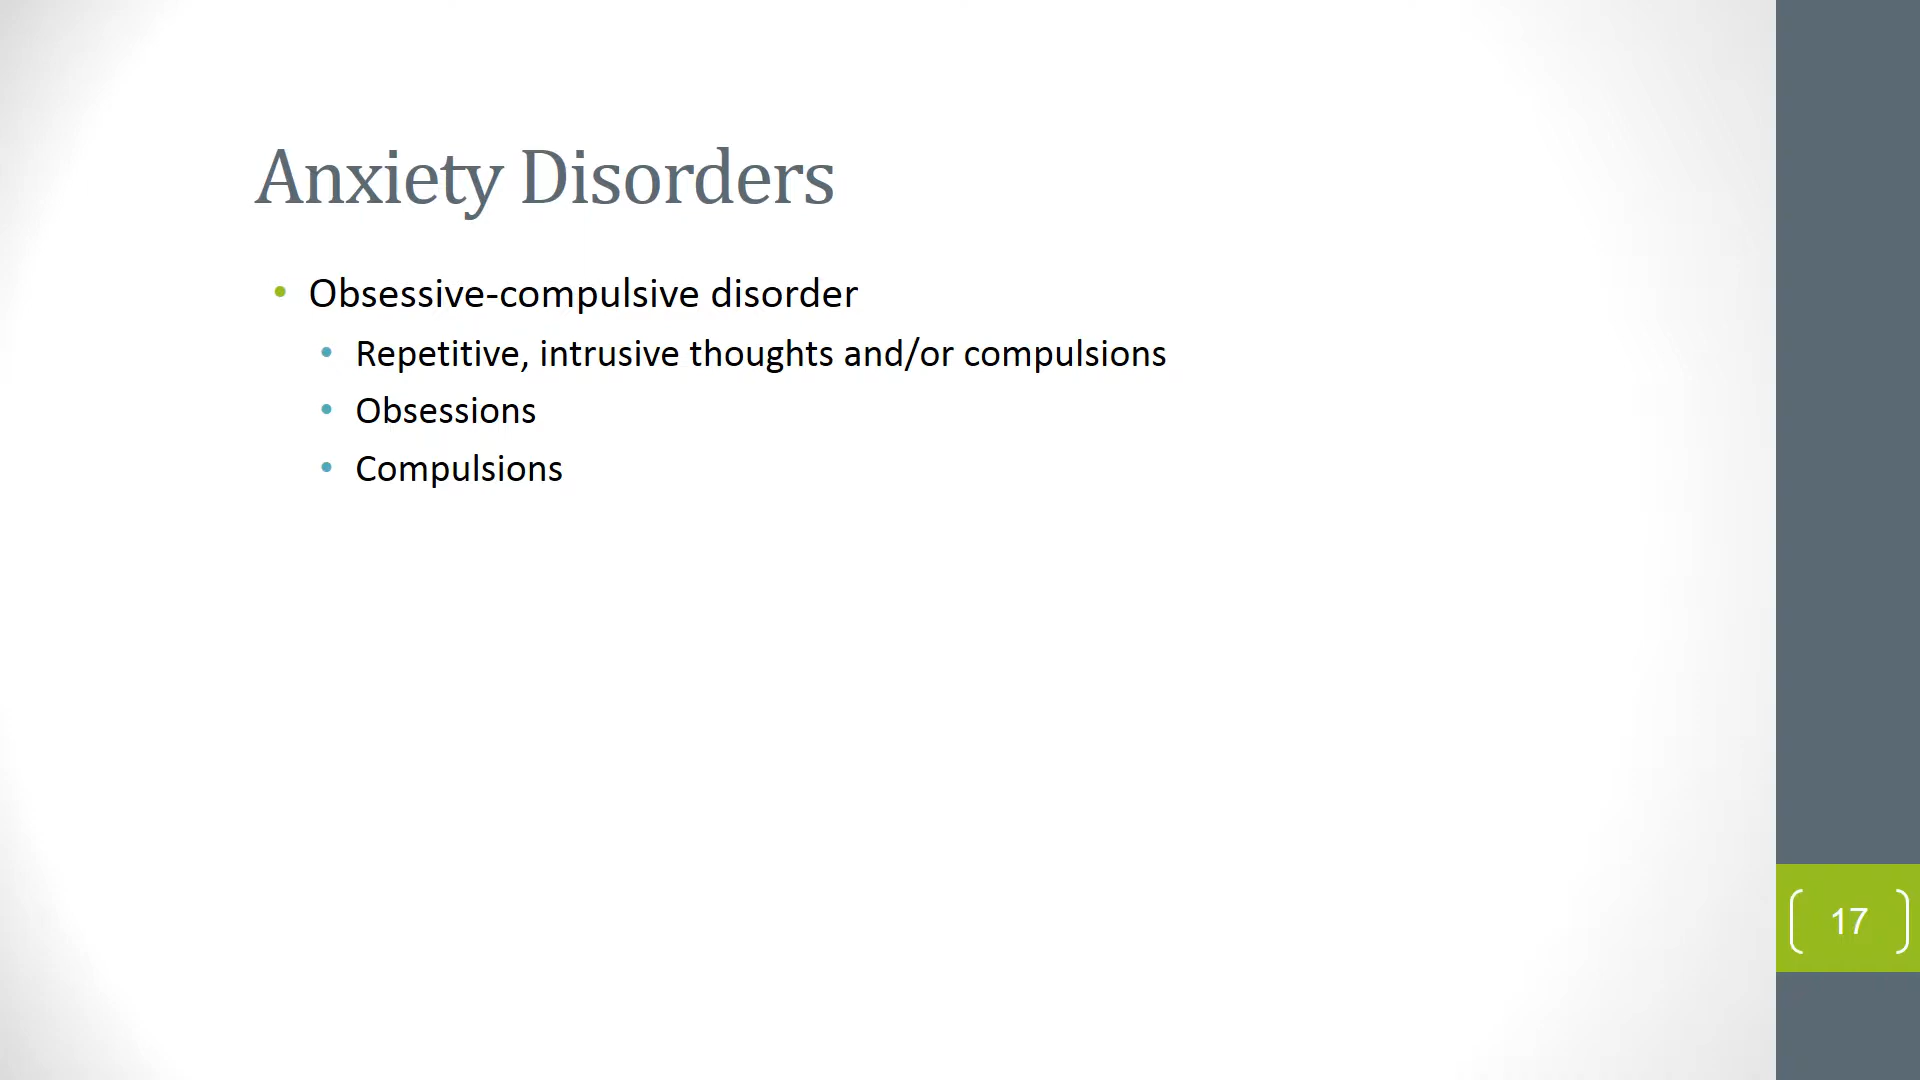 Anxiety Disorders
• Obsessive-compulsive disorder
• Repetitive, intrusive thoughts and/or compulsions
• Obsessions
• Compulsions
17